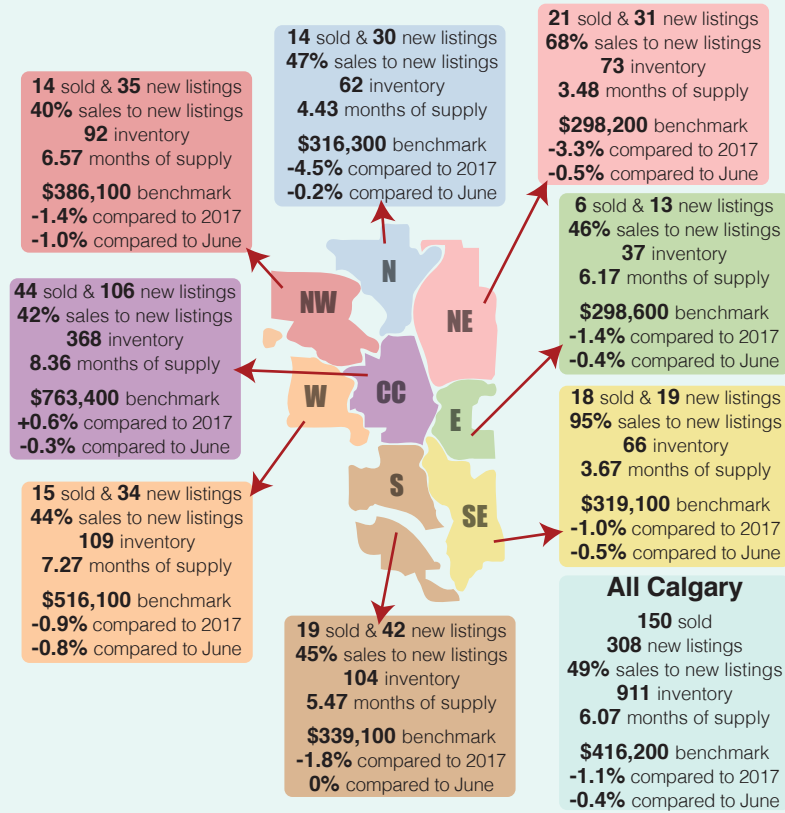 14 sold & 35 new listings
40% sales to new listings
92 inventory
6.57 months of supply
$386,100 benchmark
-1.4% compared to 2017
-1.0% compared to June
14 sold & 30 new listings
47% sales to new listings
62 inventory
4.43 months of supply
$316,300 benchmark
-4.5% compared to 2017
-0.2% compared to June
21 sold & 31 new listings
68% sales to new listings
73 inventory
3.48 months of supply
$298,200 benchmark
-3.3% compared to 2017
-0.5% compared to June
44 sold & 106 new listings
42% sales to new listings
368 inventory
8.36 months of supply
$763,400 benchmark
+0.6% compared to 2017
-0.3% compared to June
N
NW
NE
W
CC
E
S
SE
6 sold & 13 new listings
46% sales to new listings
37 inventory
6.17 months of supply
$298,600 benchmark
-1.4% compared to 2017
-0.4% compared to June
18 sold & 19 new listings
95% sales to new listings
66 inventory
3.67 months of supply
$319,100 benchmark
-1.0% compared to 2017
-0.5% compared to June
15 sold & 34 new listings
44% sales to new listings
109 inventory
7.27 months of supply
$516,100 benchmark
-0.9% compared to 2017
-0.8% compared to June
19 sold & 42 new listings
45% sales to new listings
104 inventory
5.47 months of supply
$339,100 benchmark
-1.8% compared to 2017
0% compared to June
All Calgary
150 sold
308 new listings
49% sales to new listings
911 inventory
6.07 months of supply
$416,200 benchmark
-1.1% compared to 2017
-0.4% compared to June